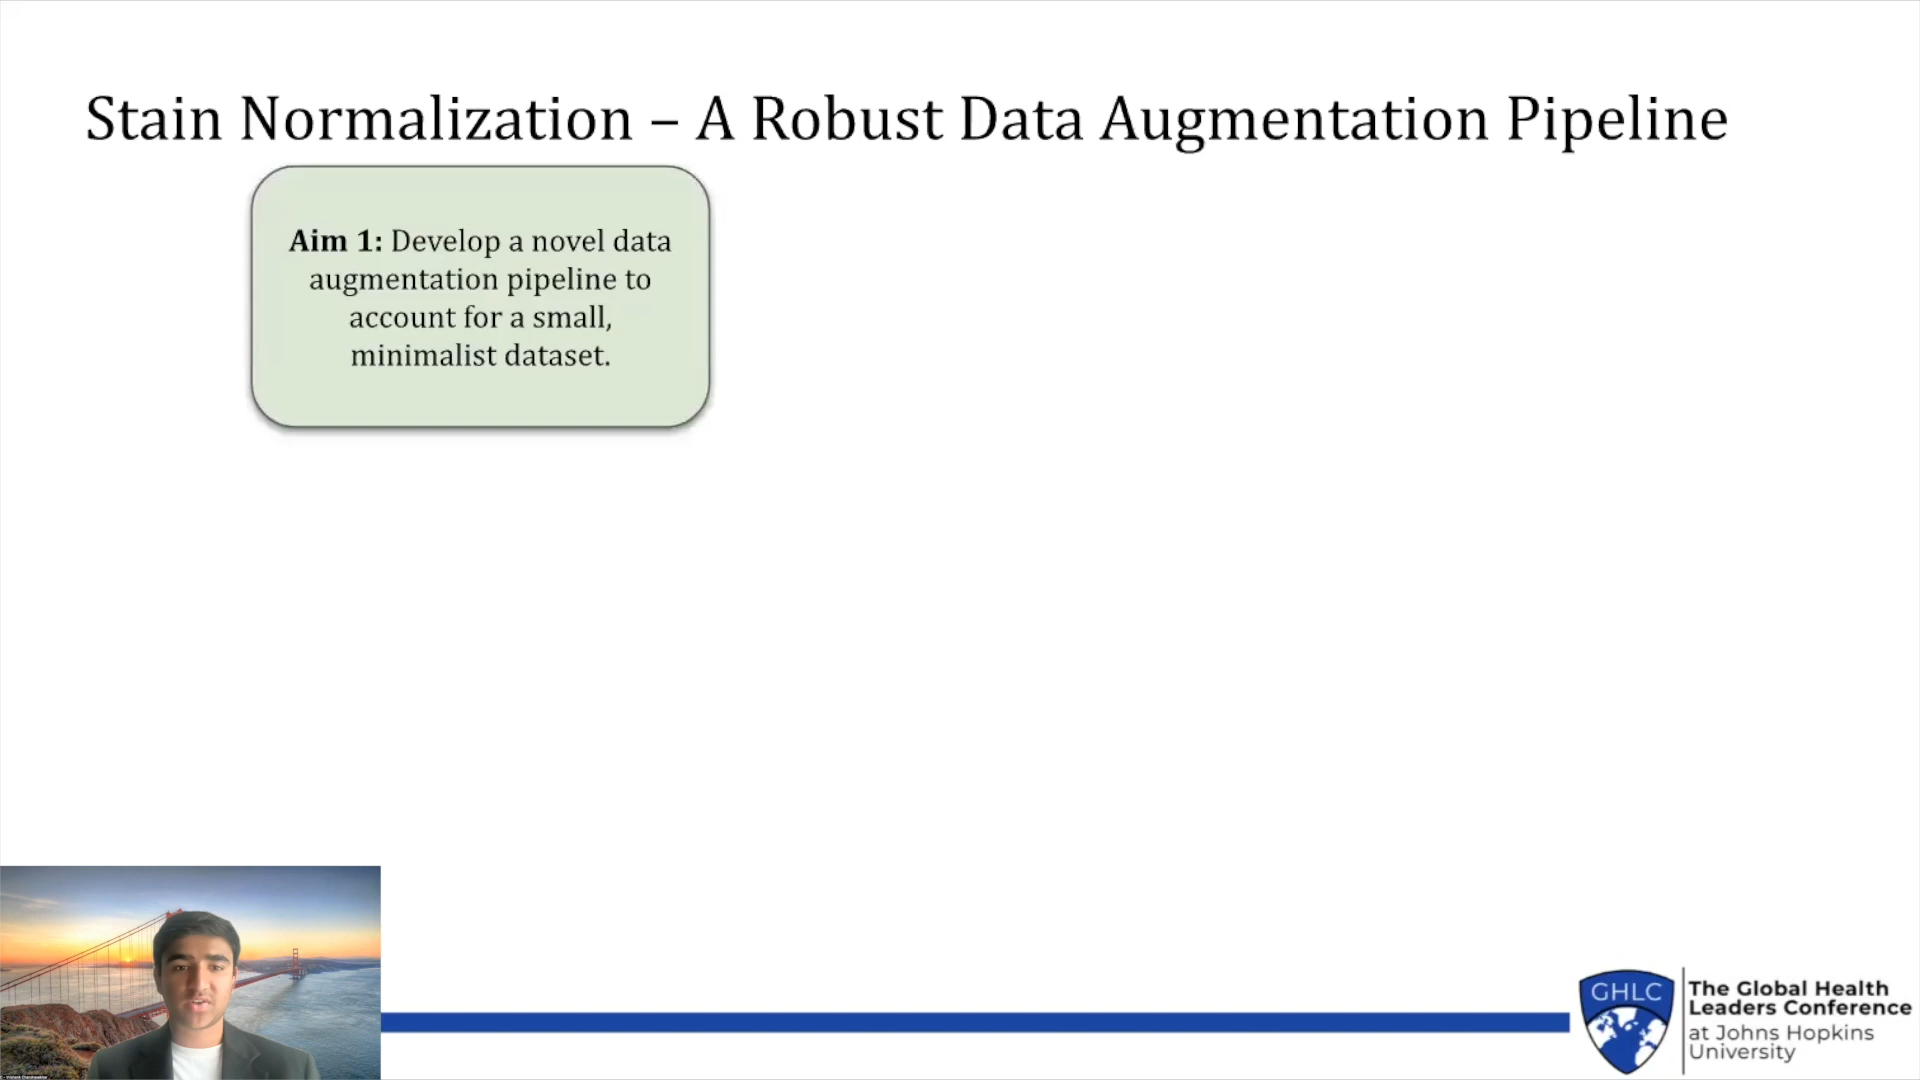 Stain Normalization – A Robust Data Augmentation Pipeline
Aim 1: Develop a novel data
augmentation pipeline to
account for a small,
minimalist dataset.
GHLC
The Global Health
Leaders Conference
at Johns Hopkins
University